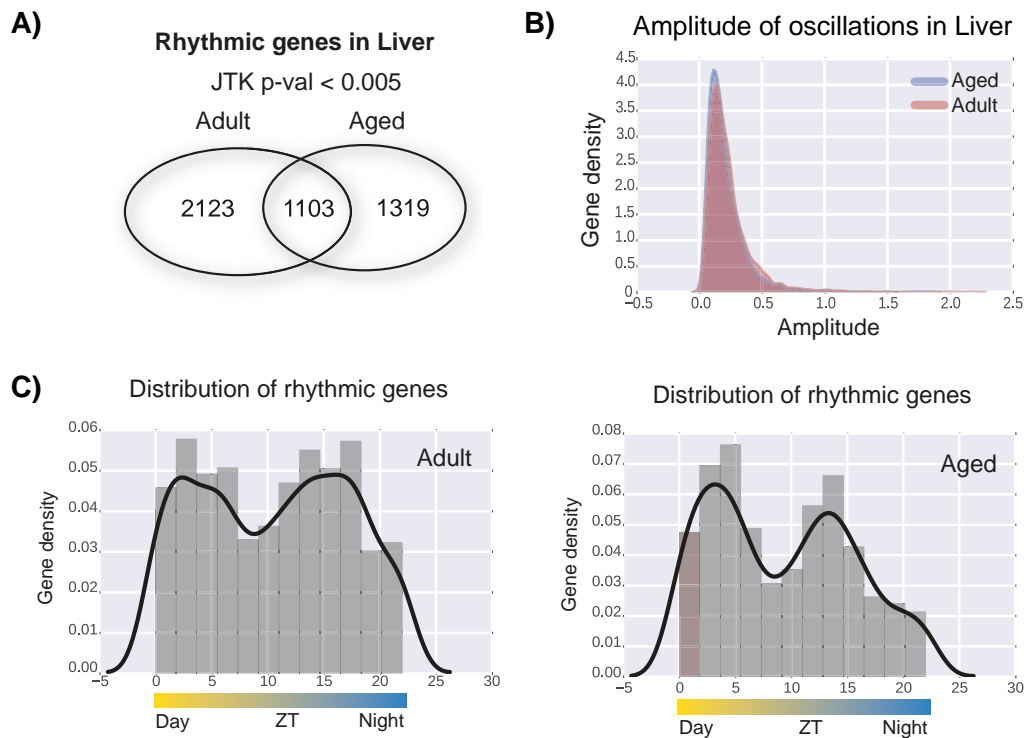 A)
Rhythmic genes in Liver
JTK p-val < 0.005
Adult Aged
2123 1103 1319
B)
Amplitude of oscillations in Liver
4.5
4.0
3.5
3.0
2.5
2.0
1.5
1.0
0.5
0
Gene density
Aged
Adult
−0.5 0.0 0.5 1.0 1.5 2.0 2.5
Amplitude
C)
Distribution of rhythmic genes
0.06
0.05
0.04
0.03
0.02
0.01
0.00
Gene density
Adult
−5 0 5 10 15 20 25 30
Day ZT Night
Distribution of rhythmic genes
0.08
0.07
0.06
0.05
0.04
0.03
0.02
0.01
0.00
Gene density
Aged
−5 0 5 10 15 20 25 30
Day ZT Night